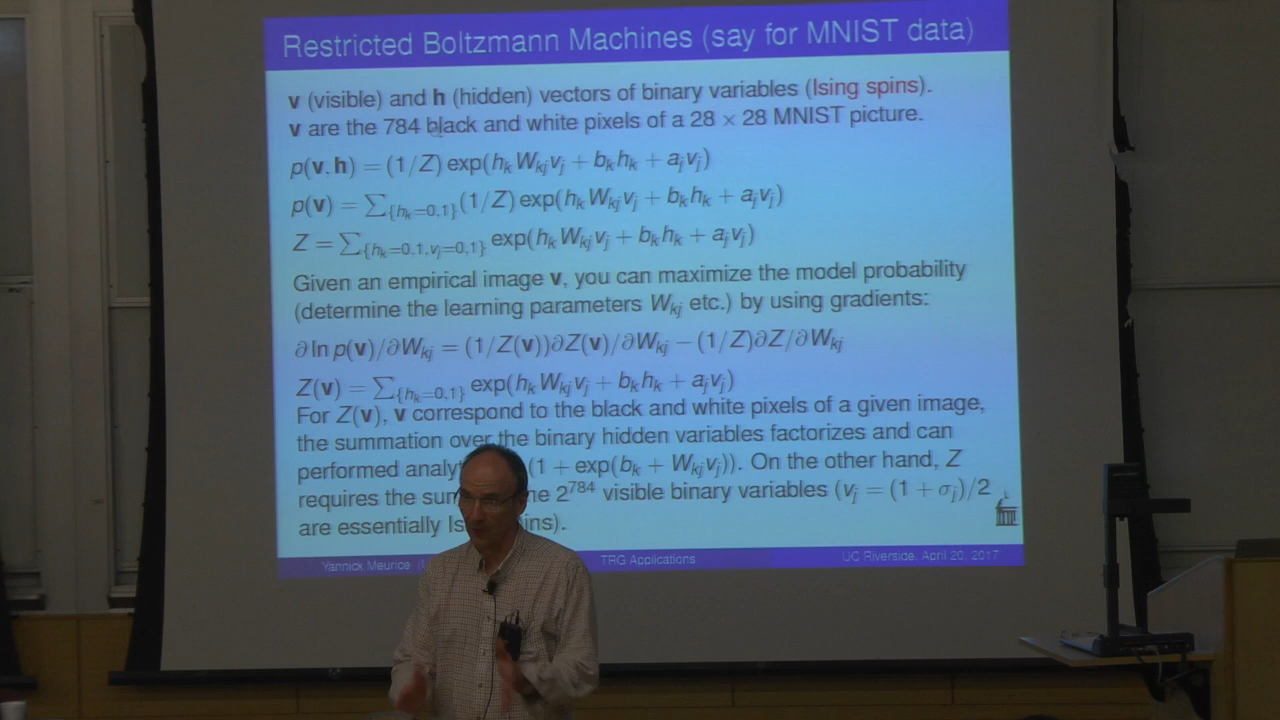 Restricted Boltzmann Machines (say for MNIST data)
v (visible) and h (hidden) vectors of binary variables (Ising spins).
v are the 784 black and white pixels of a 28 × 28 MNIST picture.
p(v, h) = (1/Z) exp(h_k W_kj v_j + b_k h_k + a_j v_j)
p(v) = ∑_{h_k=0,1} (1/Z) exp(h_k W_kj v_j + b_k h_k + a_j v_j)
Z = ∑_{h_k=0,1,v_j=0,1} exp(h_k W_kj v_j + b_k h_k + a_j v_j)
Given an empirical image v, you can maximize the model probability
(determine the learning parameters W_kj etc.) by using gradients:
∂ ln p(v)/∂W_kj = (1/Z(v))∂Z(v)/∂W_kj − (1/Z)∂Z/∂W_kj
Z(v) = ∑_{h_k=0,1} exp(h_k W_kj v_j + b_k h_k + a_j v_j)
For Z(v), v correspond to the black and white pixels of a given image,
the summation over the binary hidden variables factorizes and can
performed (1 + exp(b_k + W_kj v_j)). On the other hand, Z
requires the 2^784 visible binary variables (v_j = (1 + σ_j)/2
are essentially
Yannick Meurice TRG Applications UC Riverside, April 20, 2017